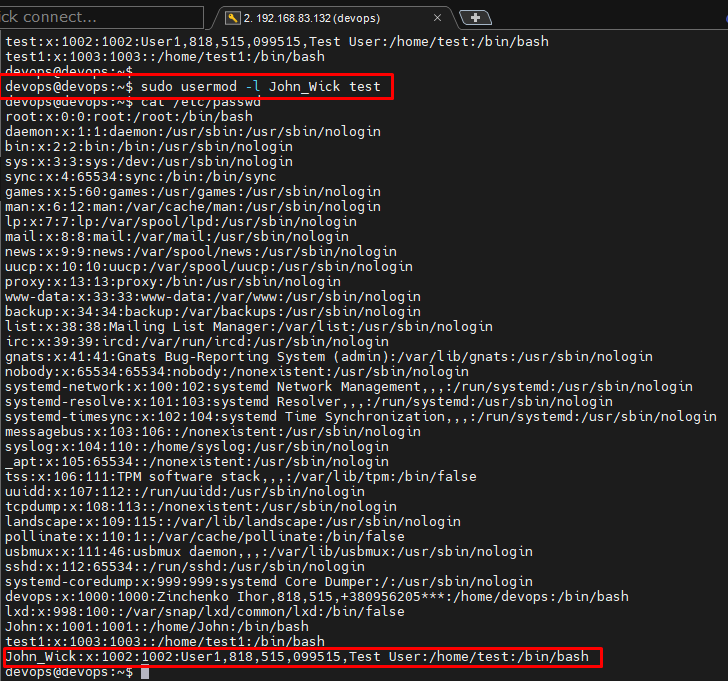 ck connect...
2. 192.168.83.132 (devops)
test:x:1002:1002:User1,818,515,099515,Test User:/home/test:/bin/bash
test1:x:1003:1003::/home/test1:/bin/bash
devops@devops:~$
devops@devops:~$ sudo usermod -l John_Wick test
devops@devops:~$ cat /etc/passwd
root:x:0:0:root:/root:/bin/bash
daemon:x:1:1:daemon:/usr/sbin:/usr/sbin/nologin
bin:x:2:2:bin:/bin:/usr/sbin/nologin
sys:x:3:3:sys:/dev:/usr/sbin/nologin
sync:x:4:65534:sync:/bin:/bin/sync
games:x:5:60:games:/usr/games:/usr/sbin/nologin
man:x:6:12:man:/var/cache/man:/usr/sbin/nologin
lp:x:7:7:lp:/var/spool/lpd:/usr/sbin/nologin
mail:x:8:8:mail:/var/mail:/usr/sbin/nologin
news:x:9:9:news:/var/spool/news:/usr/sbin/nologin
uucp:x:10:10:uucp:/var/spool/uucp:/usr/sbin/nologin
proxy:x:13:13:proxy:/bin:/usr/sbin/nologin
www-data:x:33:33:www-data:/var/www:/usr/sbin/nologin
backup:x:34:34:backup:/var/backups:/usr/sbin/nologin
list:x:38:38:Mailing List Manager:/var/list:/usr/sbin/nologin
irc:x:39:39:ircd:/var/run/ircd:/usr/sbin/nologin
gnats:x:41:41:Gnats Bug-Reporting System (admin):/var/lib/gnats:/usr/sbin/nologin
nobody:x:65534:65534:nobody:/nonexistent:/usr/sbin/nologin
systemd-network:x:100:102:systemd Network Management,,,:/run/systemd:/usr/sbin/nologin
systemd-resolve:x:101:103:systemd Resolver,,,:/run/systemd:/usr/sbin/nologin
systemd-timesync:x:102:104:systemd Time Synchronization,,,:/run/systemd:/usr/sbin/nologin
messagebus:x:103:106::/nonexistent:/usr/sbin/nologin
syslog:x:104:110::/home/syslog:/usr/sbin/nologin
_apt:x:105:65534::/nonexistent:/usr/sbin/nologin
tss:x:106:111:TPM software stack,,,:/var/lib/tpm:/bin/false
uuidd:x:107:112::/run/uuidd:/usr/sbin/nologin
tcpdump:x:108:113::/nonexistent:/usr/sbin/nologin
landscape:x:109:115::/var/lib/landscape:/usr/sbin/nologin
pollinate:x:110:1::/var/cache/pollinate:/bin/false
usbmux:x:111:46:usbmux daemon,,,:/var/lib/usbmux:/usr/sbin/nologin
sshd:x:112:65534::/run/sshd:/usr/sbin/nologin
systemd-coredump:x:999:999:systemd Core Dumper:/:/usr/sbin/nologin
devops:x:1000:1000:Zinchenko Ihor,818,515,+380956205***:/home/devops:/bin/bash
lxd:x:998:100::/var/snap/lxd/common/lxd:/bin/false
John:x:1001:1001::/home/John:/bin/bash
test1:x:1003:1003::/home/test1:/bin/bash
John_Wick:x:1002:1002:User1,818,515,099515,Test User:/home/test:/bin/bash
devops@devops:~$